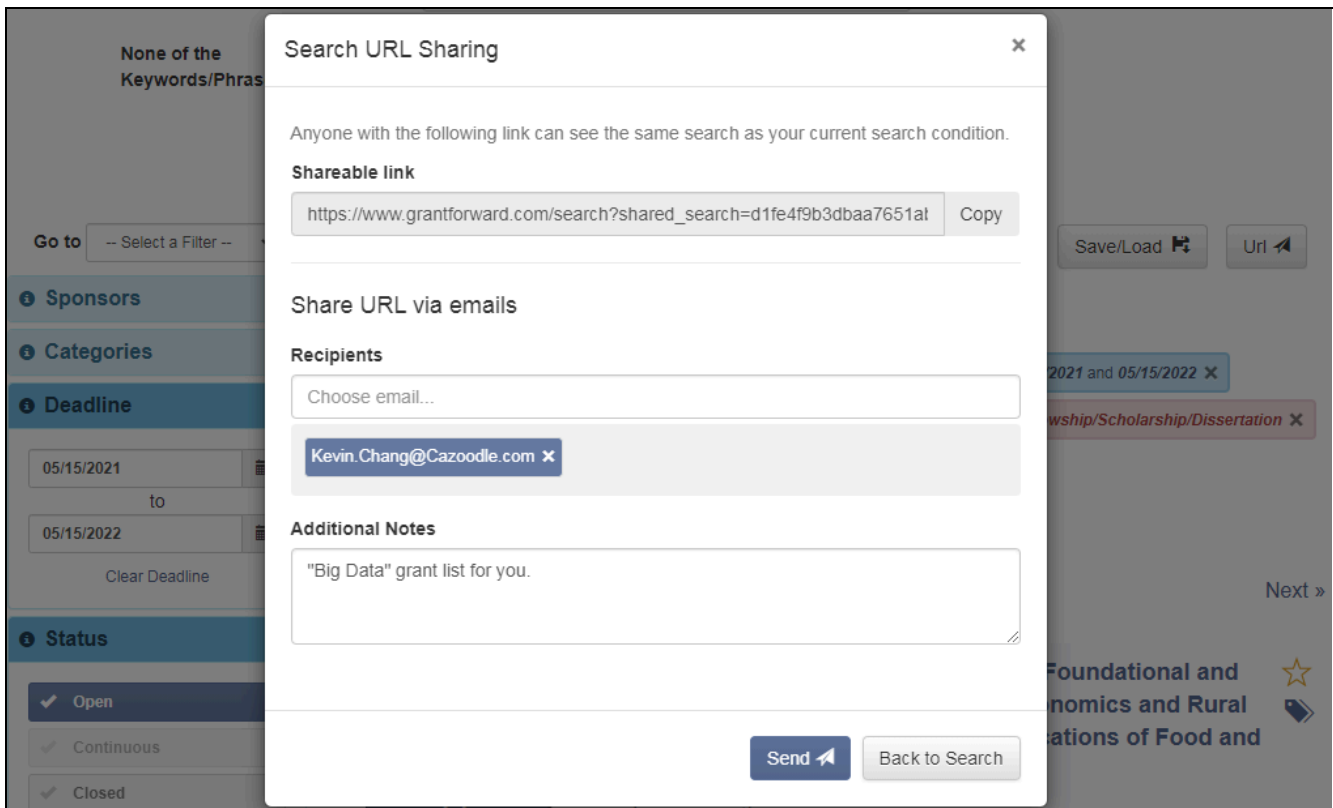 None of the
Keywords/Phras
Search URL Sharing
×
Anyone with the following link can see the same search as your current search condition.
Shareable link
https://www.grantforward.com/search?shared_search=d1fe4f9b3dbaa7651a
Copy
Go to
-- Select a Filter --
Save/Load
Url
Sponsors
Categories
Deadline
05/15/2021
to
05/15/2022
Clear Deadline
Status
Open
Continuous
Closed
Share URL via emails
Recipients
Choose email...
Kevin.Chang@Cazoodle.com ×
Additional Notes
"Big Data" grant list for you.
Send
Back to Search
2021 and 05/15/2022 ×
wship/Scholarship/Dissertation ×
Next »
Foundational and
nomics and Rural
cations of Food and